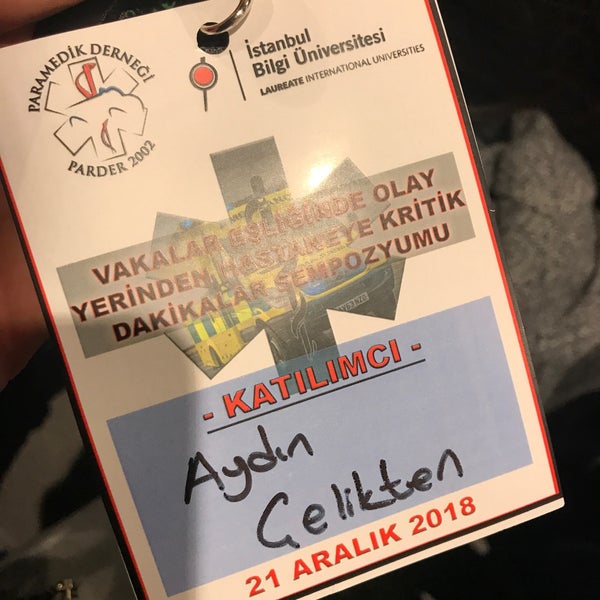 PARAMEDİK DERNEĞİ
PARDER 2002
İstanbul
Bilgi Üniversitesi
LAUREATE INTERNATIONAL UNIVERSITIES
VAKALAR EŞLİĞİNDE OLAY
YERİNDEN HASTANEYE KRİTİK
DAKİKALAR SEMPOZYUMU
- KATILIMCI -
Aydın
Çelikten
21 ARALIK 2018